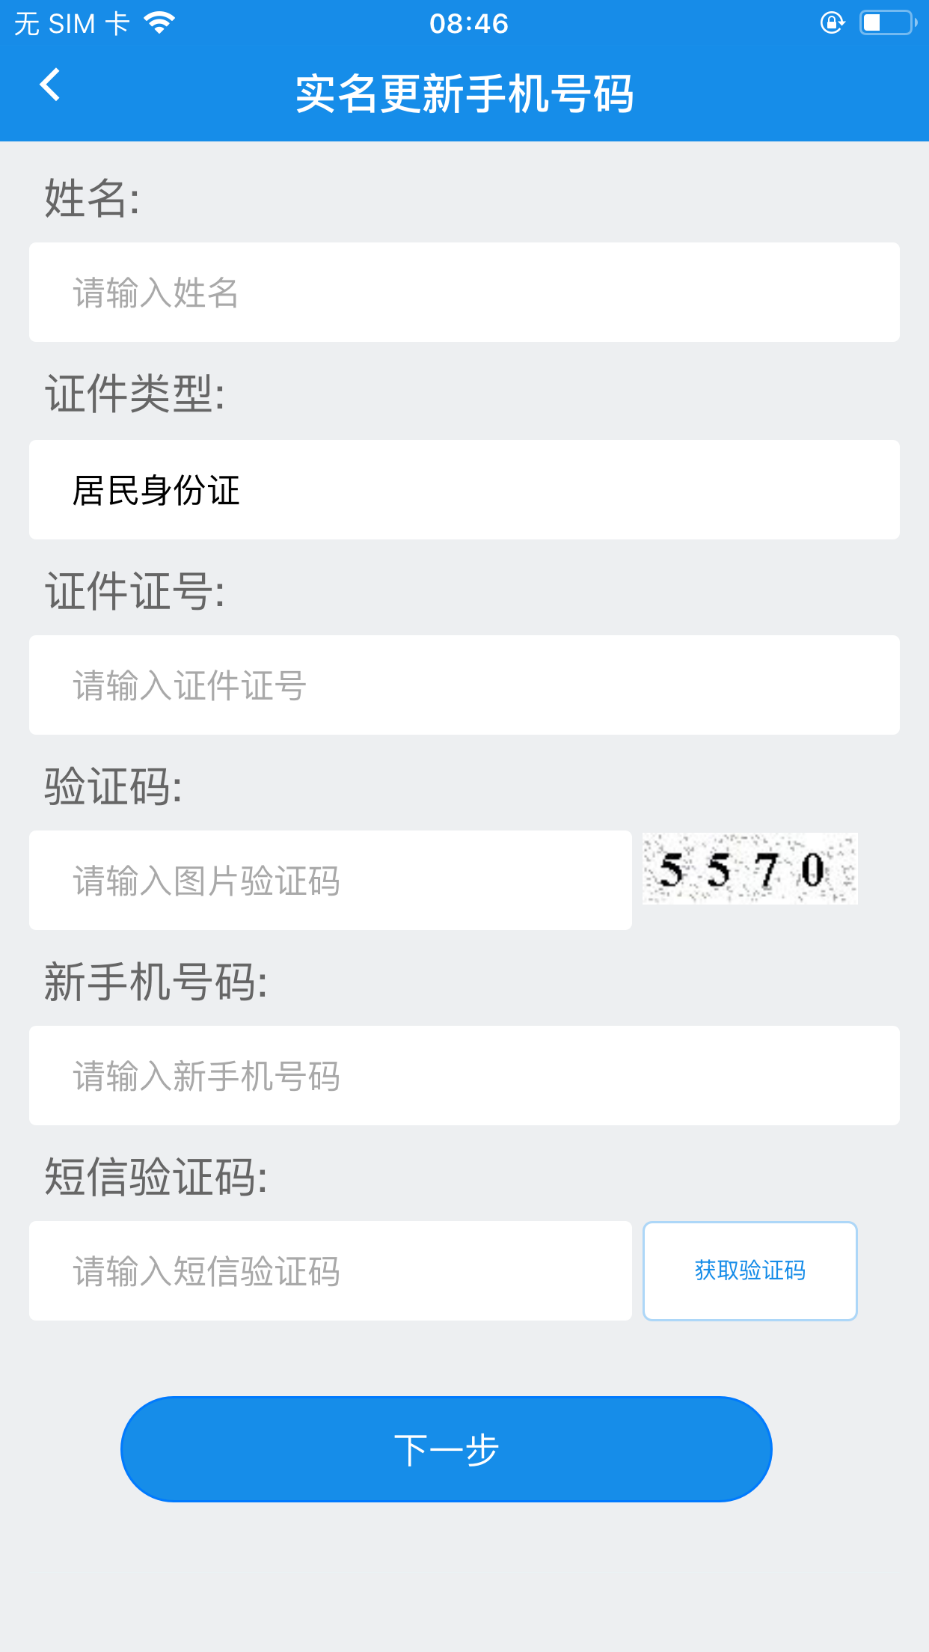 无 SIM 卡 08:46
实名更新手机号码
姓名:
请输入姓名
证件类型:
居民身份证
证件证号:
请输入证件证号
验证码:
请输入图片验证码 5570
新手机号码:
请输入新手机号码
短信验证码:
请输入短信验证码 获取验证码
下一步